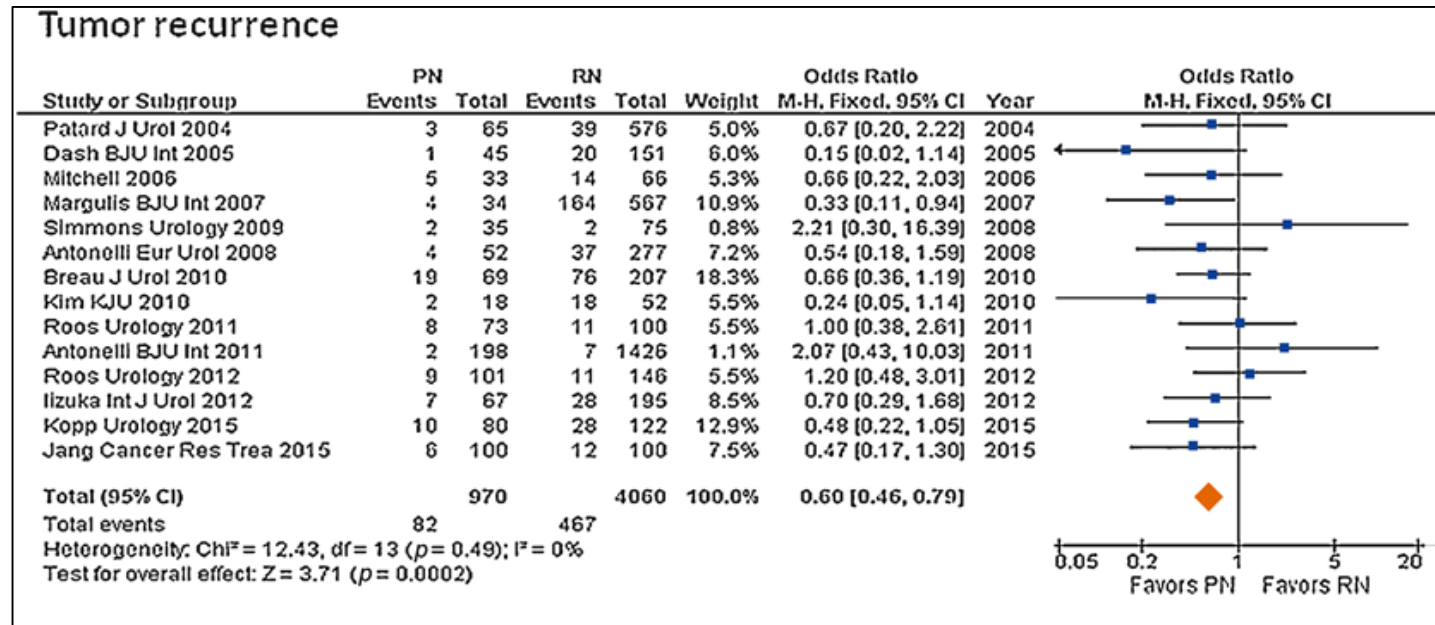 Tumor recurrence
PN RN Odds Ratio Odds Ratio
Study or Subgroup Events Total Events Total Weight M-H, Fixed, 95% CI Year M-H, Fixed, 95% CI
Patard J Urol 2004 3 65 39 576 5.0% 0.67 [0.20, 2.22] 2004
Dash BJU Int 2005 1 45 20 151 6.0% 0.15 [0.02, 1.14] 2005
Mitchell 2006 5 33 14 66 5.3% 0.66 [0.22, 2.03] 2006
Margulis BJU Int 2007 4 34 164 567 10.9% 0.33 [0.11, 0.94] 2007
Simmons Urology 2009 2 35 2 75 0.8% 2.21 [0.30, 16.39] 2008
Antonelli Eur Urol 2008 4 52 37 277 7.2% 0.54 [0.18, 1.59] 2008
Breau J Urol 2010 19 69 76 207 18.3% 0.66 [0.36, 1.19] 2010
Kim KJU 2010 2 18 18 52 5.5% 0.24 [0.05, 1.14] 2010
Roos Urology 2011 8 73 11 100 5.5% 1.00 [0.38, 2.61] 2011
Antonelli BJU Int 2011 2 198 7 1426 1.1% 2.07 [0.43, 10.03] 2011
Roos Urology 2012 9 101 11 146 5.5% 1.20 [0.48, 3.01] 2012
Iizuka Int J Urol 2012 7 67 28 195 8.5% 0.70 [0.29, 1.68] 2012
Kopp Urology 2015 10 80 28 122 12.9% 0.48 [0.22, 1.05] 2015
Jang Cancer Res Trea 2015 6 100 12 100 7.5% 0.47 [0.17, 1.30] 2015
Total (95% CI) 970 4060 100.0% 0.60 [0.46, 0.79]
Total events 82 467
Heterogeneity: Chi² = 12.43, df = 13 (p = 0.49); I² = 0%
Test for overall effect: Z = 3.71 (p = 0.0002)
0.05 0.2 1 5 20
Favors PN Favors RN